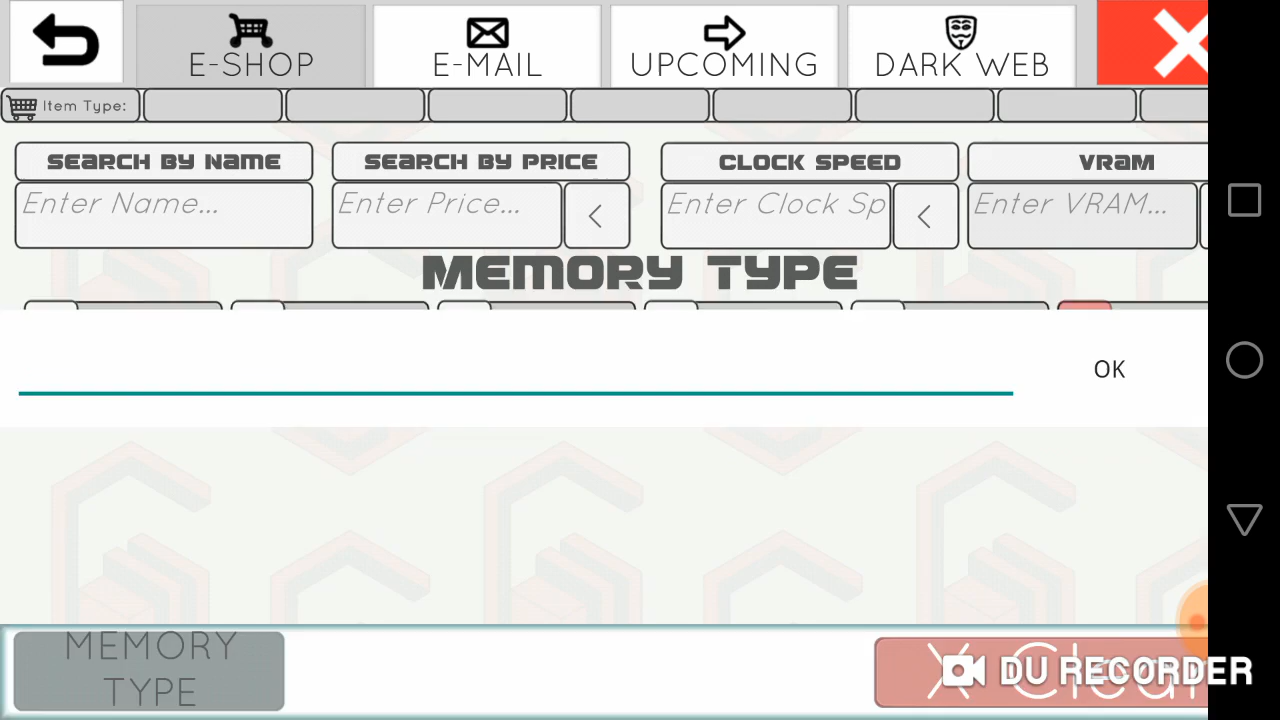 E-SHOP
E-MAIL
UPCOMING
DARK WEB
Item Type:
SEARCH BY NAME
SEARCH BY PRICE
CLOCK SPEED
VRAM
Enter Name...
Enter Price...
<
Enter Clock Sp
<
Enter VRAM...
MEMORY TYPE
OK
MEMORY
TYPE
X Clear
DU RECORDER